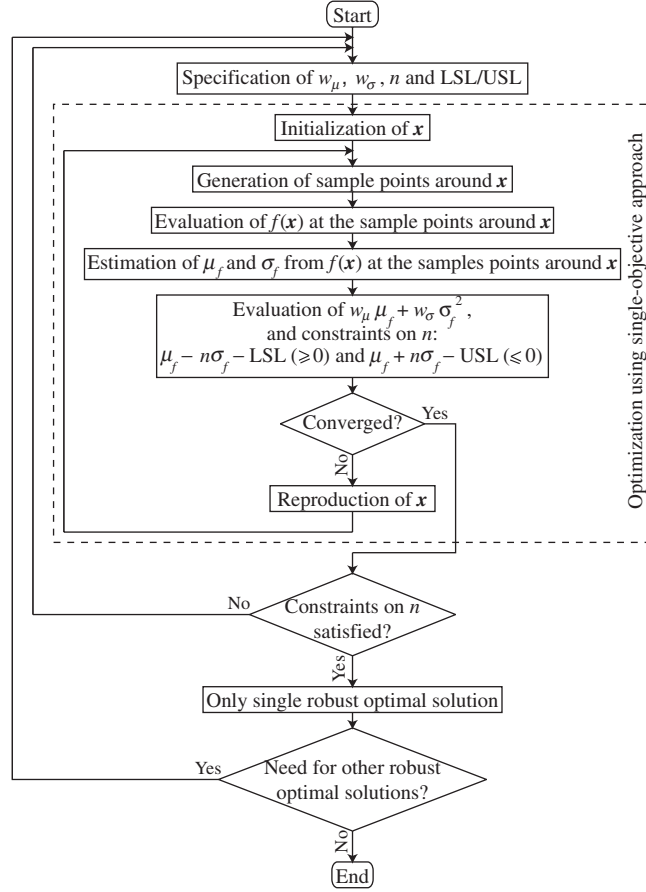 Start
Specification of w_μ, w_σ, n and LSL/USL
Initialization of x
Generation of sample points around x
Evaluation of f(x) at the sample points around x
Estimation of μ_f and σ_f from f(x) at the samples points around x
Evaluation of w_μ μ_f + w_σ σ_f²,
and constraints on n:
μ_f − nσ_f − LSL (⩾0) and μ_f + nσ_f − USL (⩽0)
Converged?
Yes
No
Reproduction of x
Optimization using single-objective approach
Constraints on n
satisfied?
No
Yes
Only single robust optimal solution
Need for other robust
optimal solutions?
Yes
No
End